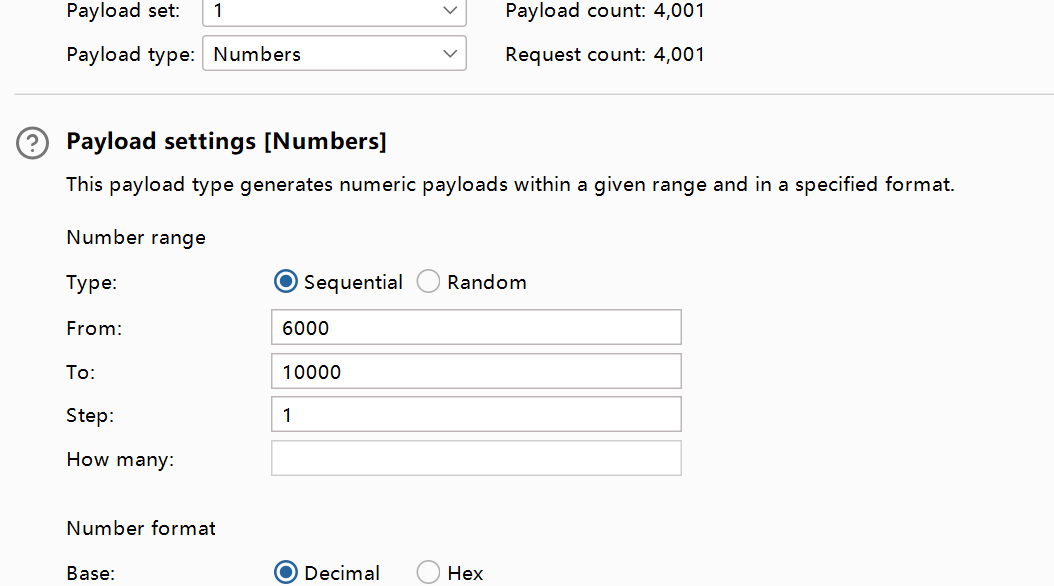 Payload set: 1 Payload count: 4,001
Payload type: Numbers Request count: 4,001
? Payload settings [Numbers]
This payload type generates numeric payloads within a given range and in a specified format.
Number range
Type: Sequential Random
From: 6000
To: 10000
Step: 1
How many:
Number format
Base: Decimal Hex